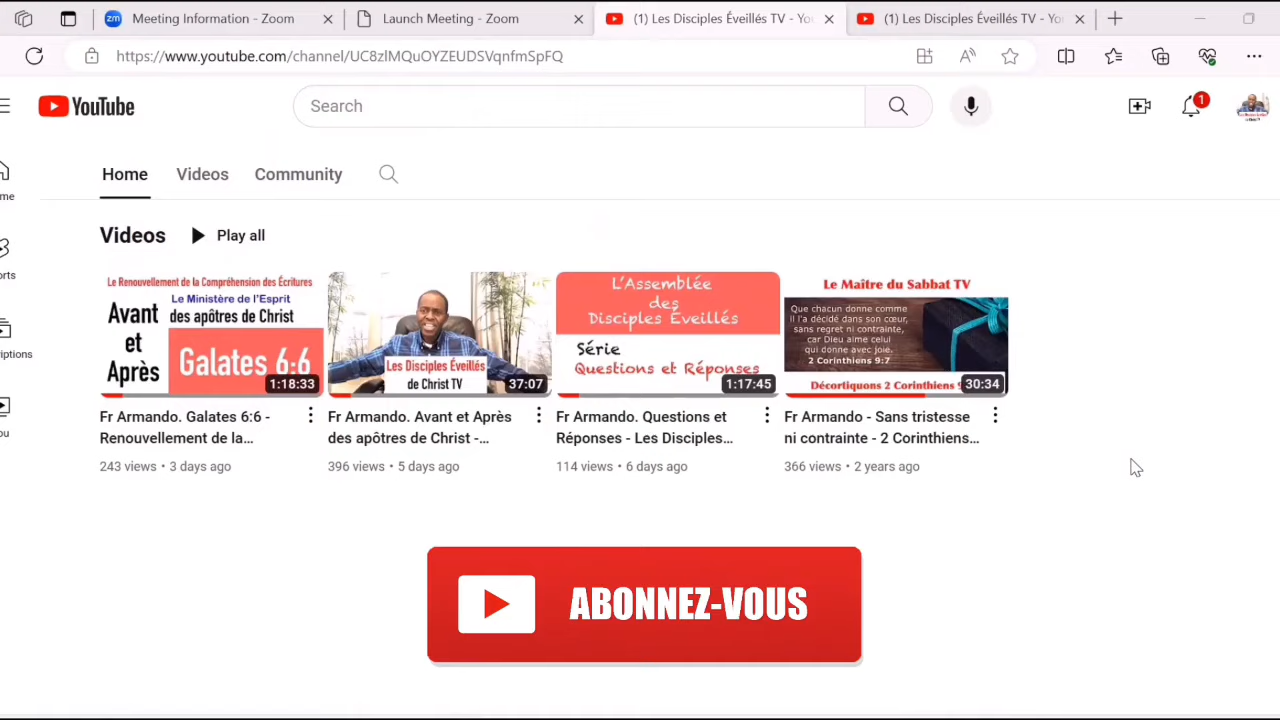 Meeting Information - Zoom
Launch Meeting - Zoom
(1) Les Disciples Éveillés TV - You
(1) Les Disciples Éveillés TV - Yo
https://www.youtube.com/channel/UC8zlMQuOYZEUDSVqnfmSpFQ
YouTube
Search
1
me
orts
iptions
ou
Home
Videos
Community
Videos
Play all
Le Renouvellement de la Compréhension des Écritures
Le Ministère de l'Esprit
des apôtres de Christ
Avant
et
Après
Galates 6:6
1:18:33
Les Disciples Éveillés
de Christ TV
37:07
L'Assemblée
des
Disciples Éveillés
Série
Questions et Réponses
1:17:45
Le Maître du Sabbat TV
Que chacun donne comme
il l'a décidé dans son cœur,
sans regret ni contrainte,
car Dieu aime celui
qui donne avec joie.
2 Corinthiens 9:7
Décortiquons 2 Corinthiens 9
30:34
Fr Armando. Galates 6:6 -
Renouvellement de la...
243 views • 3 days ago
Fr Armando. Avant et Après
des apôtres de Christ -...
396 views • 5 days ago
Fr Armando. Questions et
Réponses - Les Disciples...
114 views • 6 days ago
Fr Armando - Sans tristesse
ni contrainte - 2 Corinthiens...
366 views • 2 years ago
ABONNEZ-VOUS